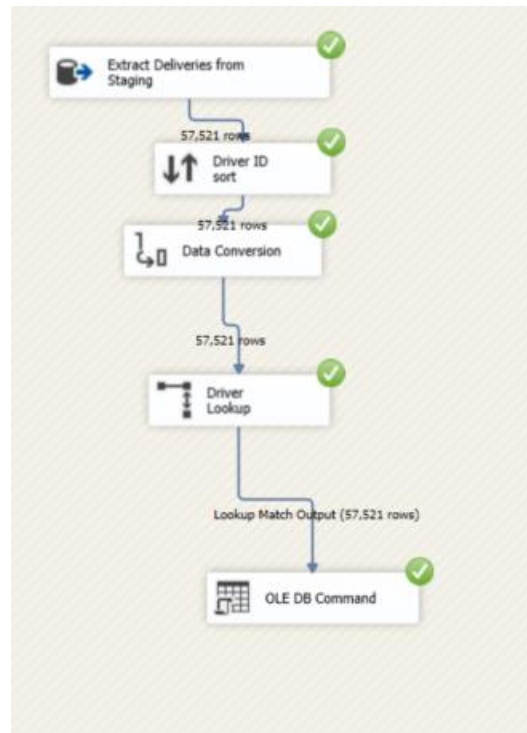 Extract Deliveries from
Staging
57,521 rows
Driver ID
sort
57,521 rows
Data Conversion
57,521 rows
Driver
Lookup
Lookup Match Output (57,521 rows)
OLE DB Command